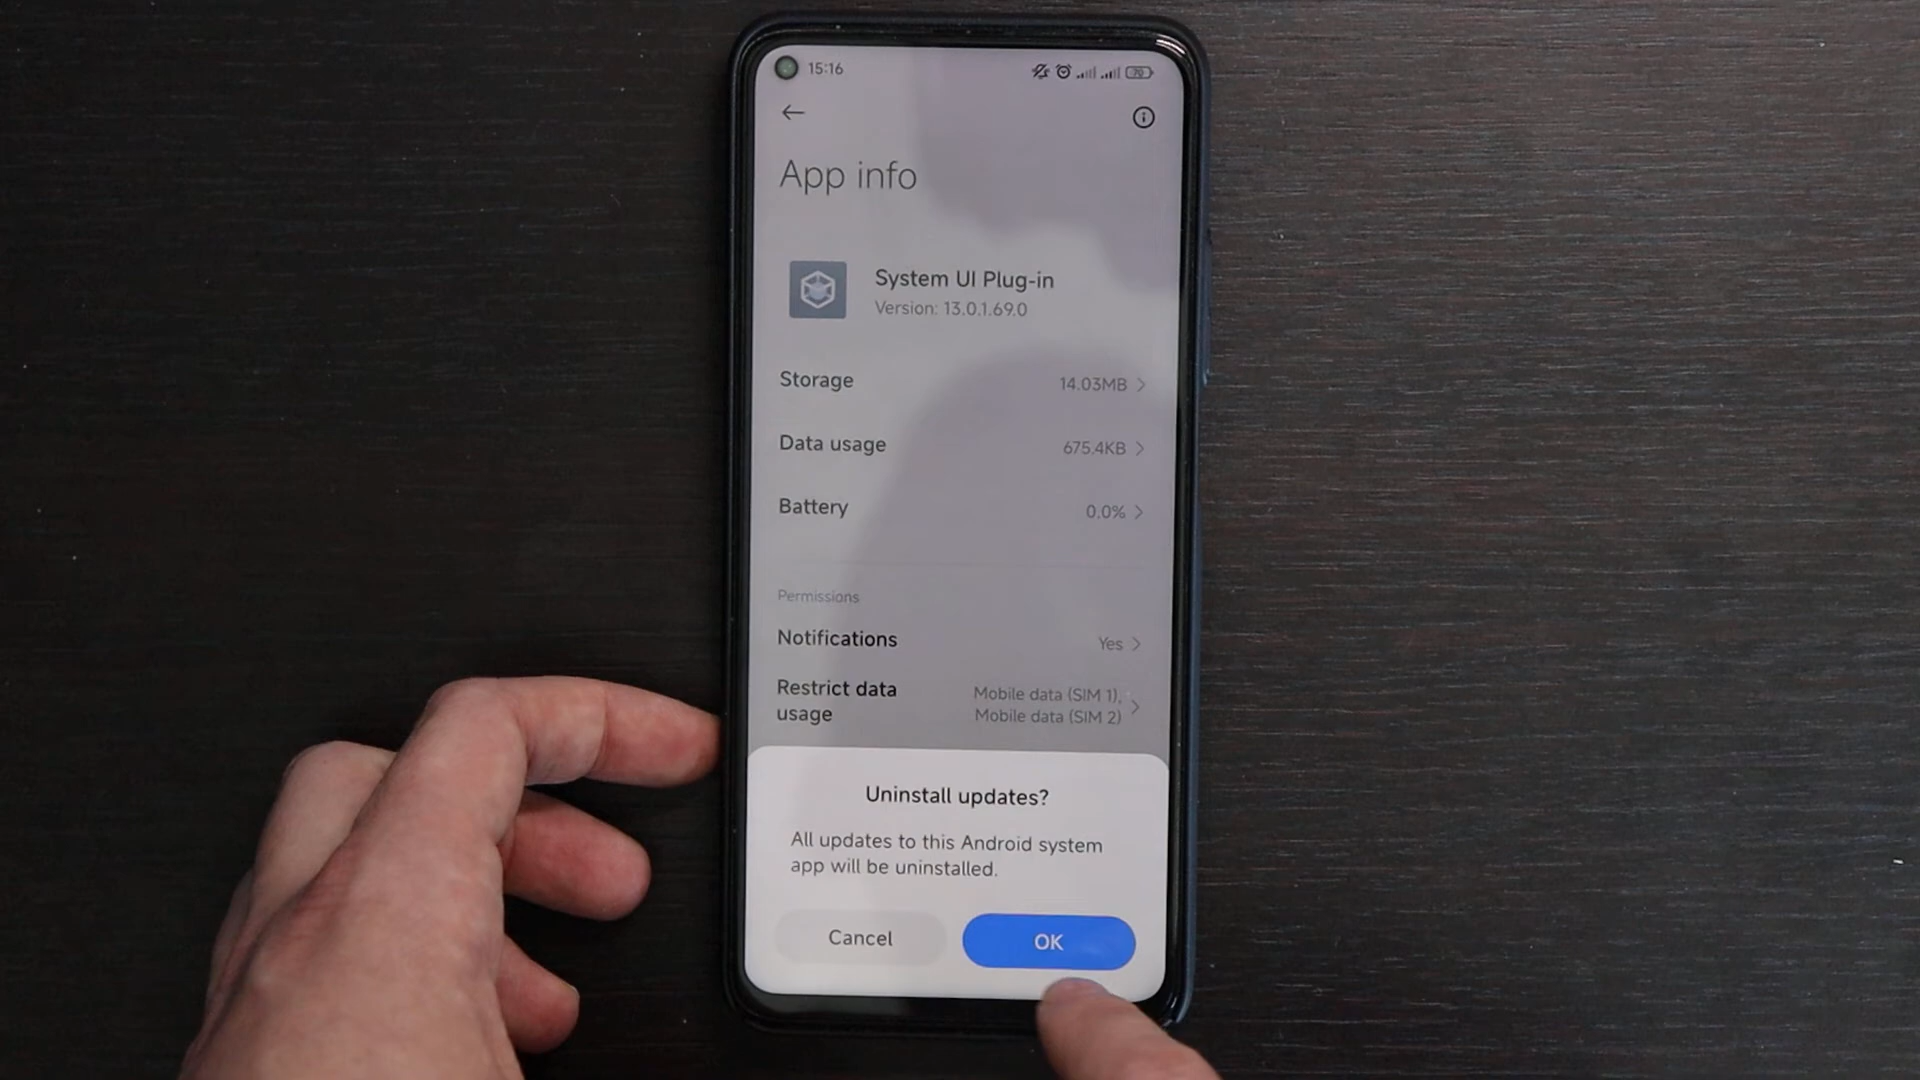 15:16
70
App info
System UI Plug-in
Version: 13.0.1.69.0
Storage 14.03MB
Data usage 675.4KB
Battery 0.0%
Permissions
Notifications Yes
Restrict data usage
Mobile data (SIM 1),
Mobile data (SIM 2)
Uninstall updates?
All updates to this Android system
app will be uninstalled.
Cancel OK